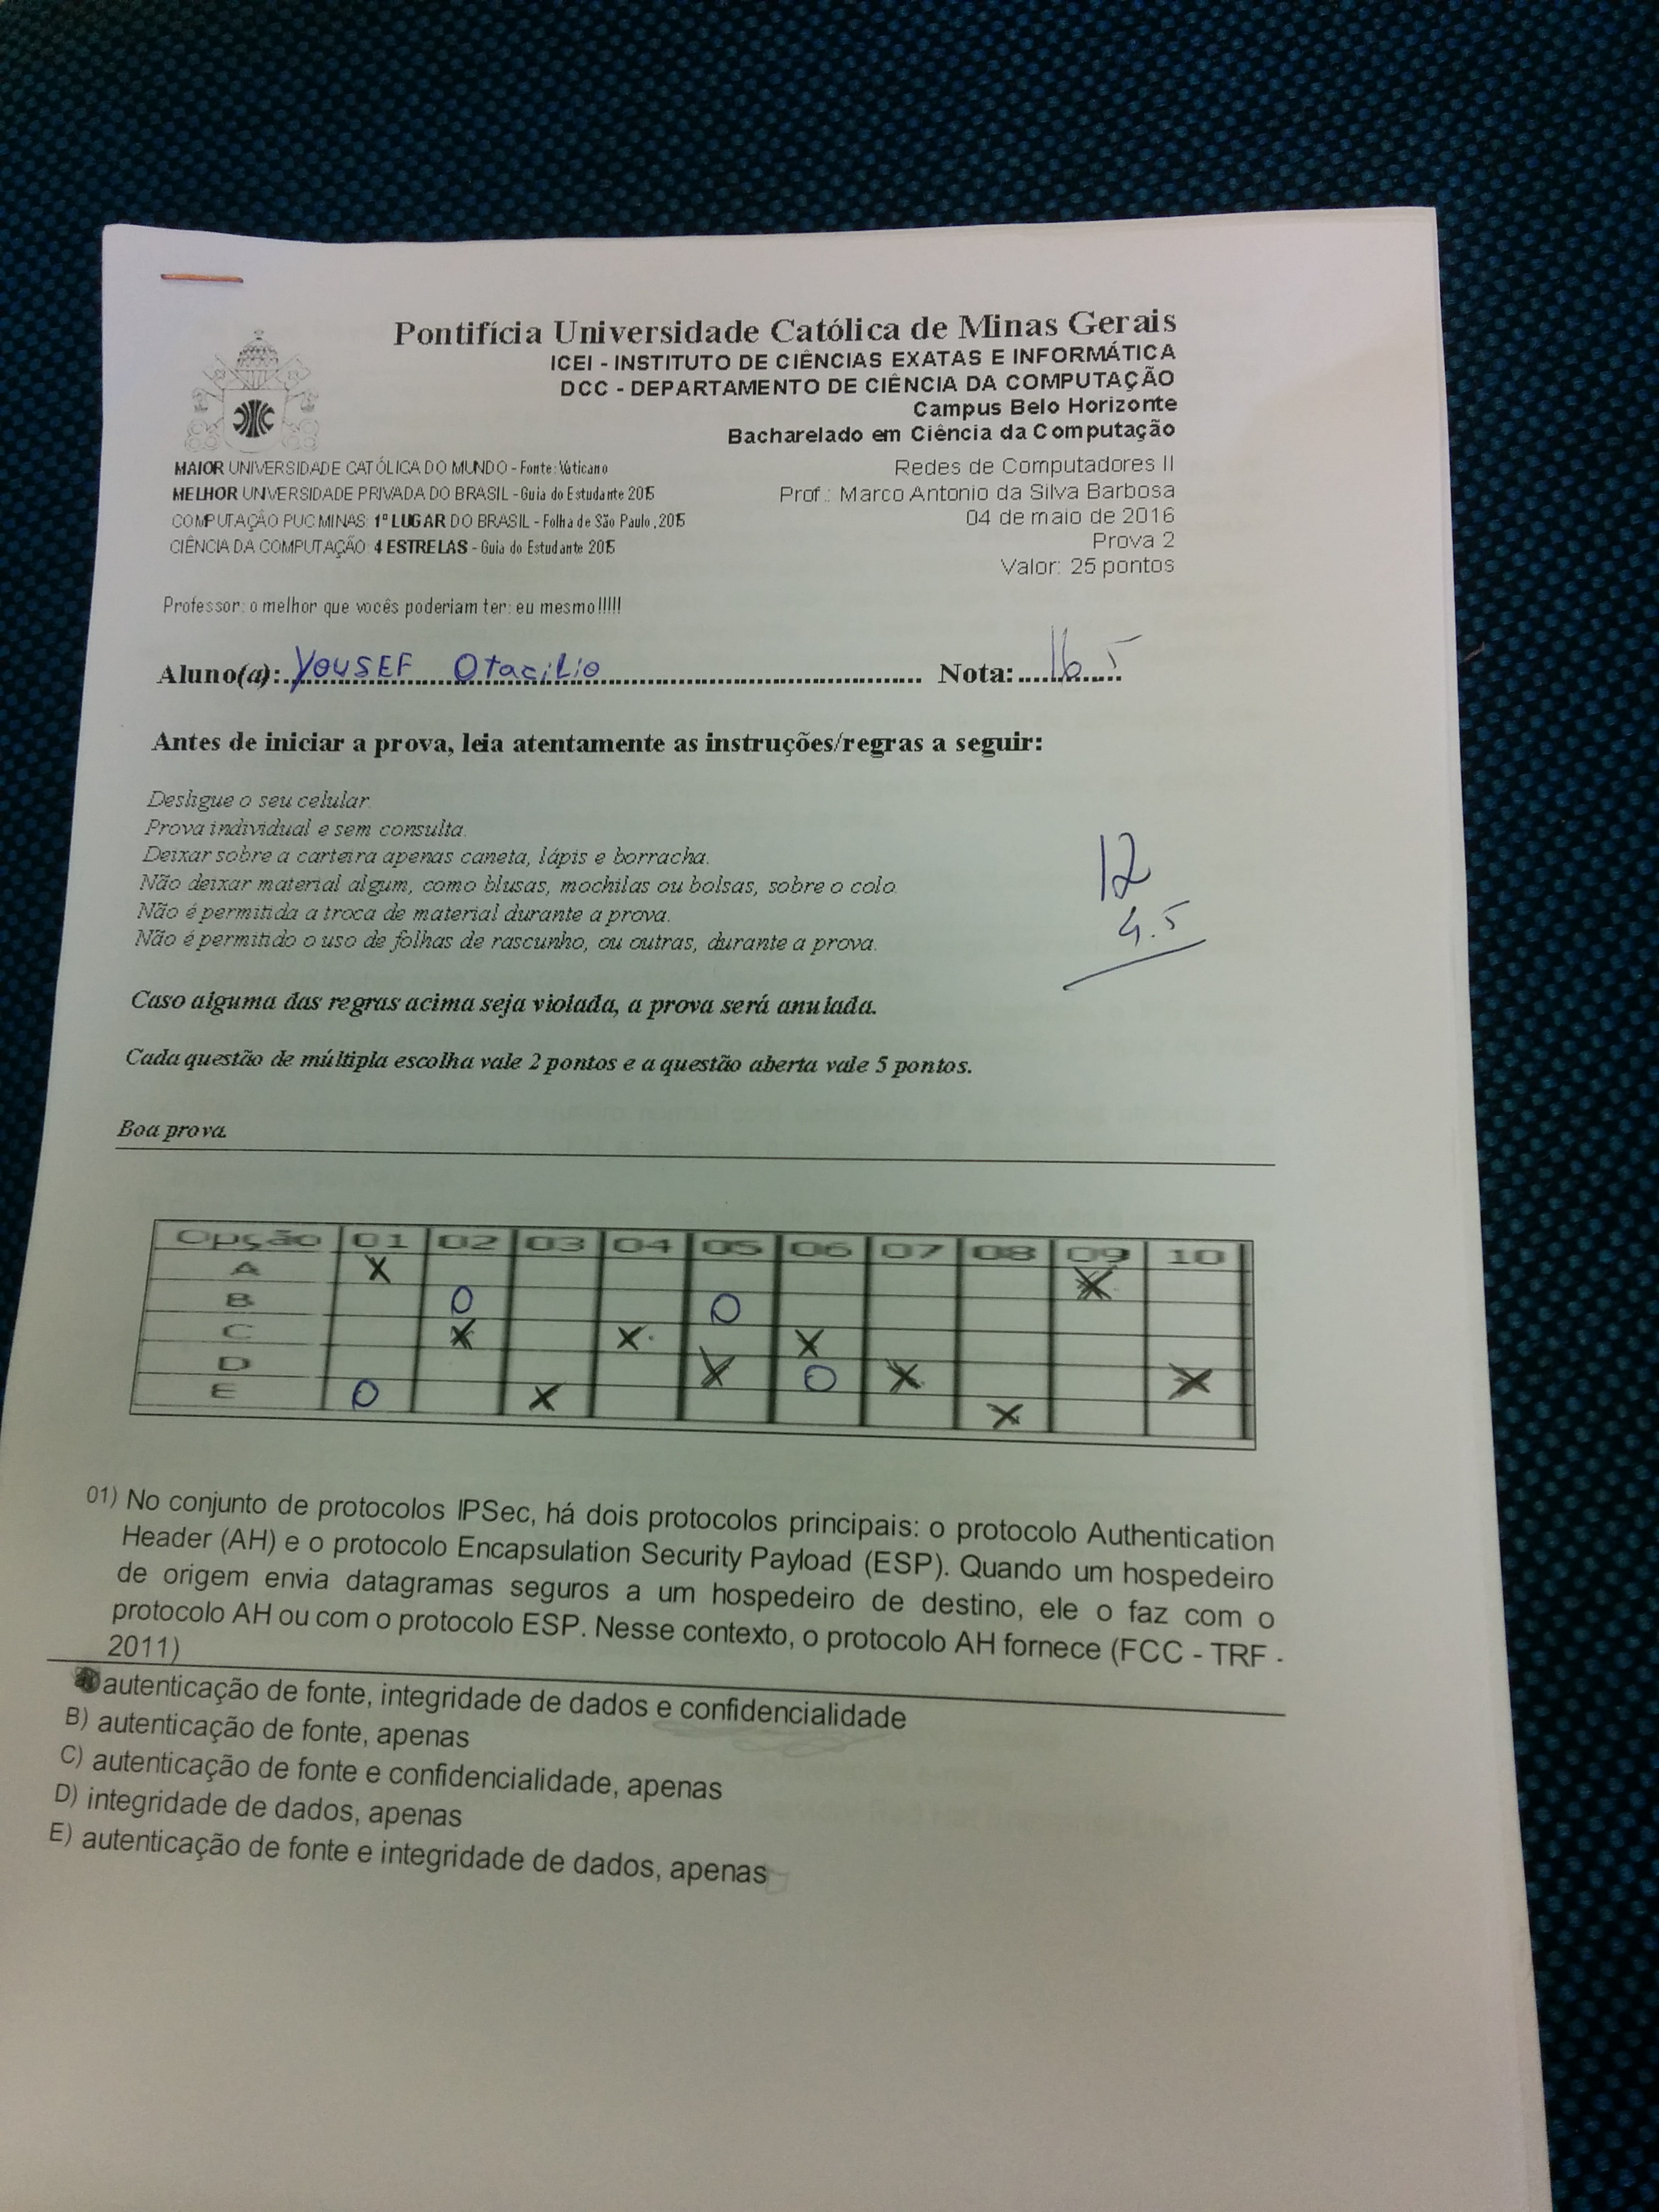 Pontifícia Universidade Católica de Minas Gerais
ICEI - INSTITUTO DE CIÊNCIAS EXATAS E INFORMÁTICA
DCC - DEPARTAMENTO DE CIÊNCIA DA COMPUTAÇÃO
Campus Belo Horizonte
Bacharelado em Ciência da Computação
MAIOR UNIVERSIDADE CATÓLICA DO MUNDO - Fonte: Vaticano
MELHOR UNIVERSIDADE PRIVADA DO BRASIL - Guia do Estudante 2015
COMPUTAÇÃO PUC MINAS: 1º LUGAR DO BRASIL - Folha de São Paulo, 2015
CIÊNCIA DA COMPUTAÇÃO: 4 ESTRELAS - Guia do Estudante 2015
Redes de Computadores II
Prof.: Marco Antonio da Silva Barbosa
04 de maio de 2016
Prova 2
Valor: 25 pontos
Professor: o melhor que vocês poderiam ter: eu mesmo!!!!!
Aluno(a): YOUSEF Otacilio Nota: 16.5
Antes de iniciar a prova, leia atentamente as instruções/regras a seguir:
Desligue o seu celular.
Prova individual e sem consulta.
Deixar sobre a carteira apenas caneta, lápis e borracha.
Não deixar material algum, como blusas, mochilas ou bolsas, sobre o colo.
Não é permitida a troca de material durante a prova.
Não é permitido o uso de folhas de rascunho, ou outras, durante a prova.
12
4.5
Caso alguma das regras acima seja violada, a prova será anulada.
Cada questão de múltipla escolha vale 2 pontos e a questão aberta vale 5 pontos.
Boa prova.
Opção 01 02 03 04 05 06 07 08 09 10
A X X
B O O
C X X X
D X O X X
E O X X
01) No conjunto de protocolos IPSec, há dois protocolos principais: o protocolo Authentication
Header (AH) e o protocolo Encapsulation Security Payload (ESP). Quando um hospedeiro
de origem envia datagramas seguros a um hospedeiro de destino, ele o faz com o
protocolo AH ou com o protocolo ESP. Nesse contexto, o protocolo AH fornece (FCC - TRF -
2011)
autenticação de fonte, integridade de dados e confidencialidade
B) autenticação de fonte, apenas
C) autenticação de fonte e confidencialidade, apenas
D) integridade de dados, apenas
E) autenticação de fonte e integridade de dados, apenas